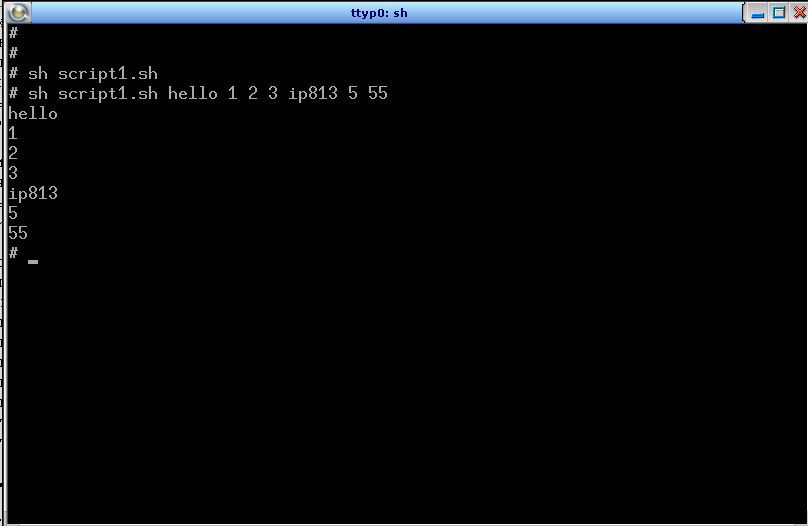 ttyp0: sh
#
#
# sh script1.sh
# sh script1.sh hello 1 2 3 ip813 5 55
hello
1
2
3
ip813
5
55
# _